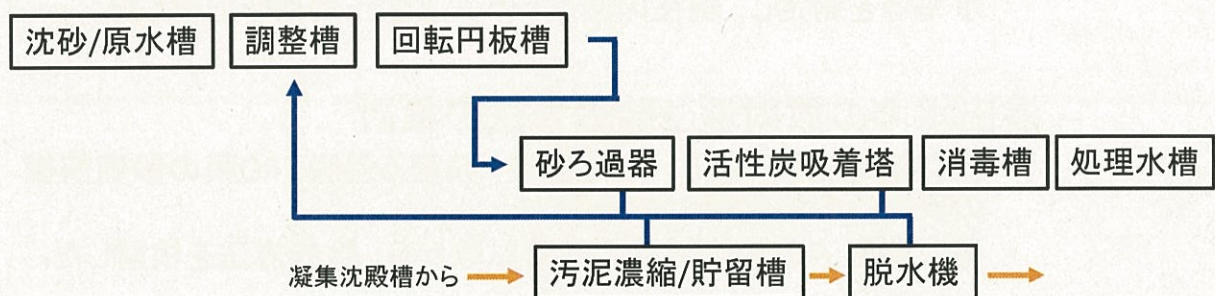 沈砂/原水槽 調整槽 回転円板槽
砂ろ過器 活性炭吸着塔 消毒槽 処理水槽
凝集沈殿槽から 汚泥濃縮/貯留槽 脱水機